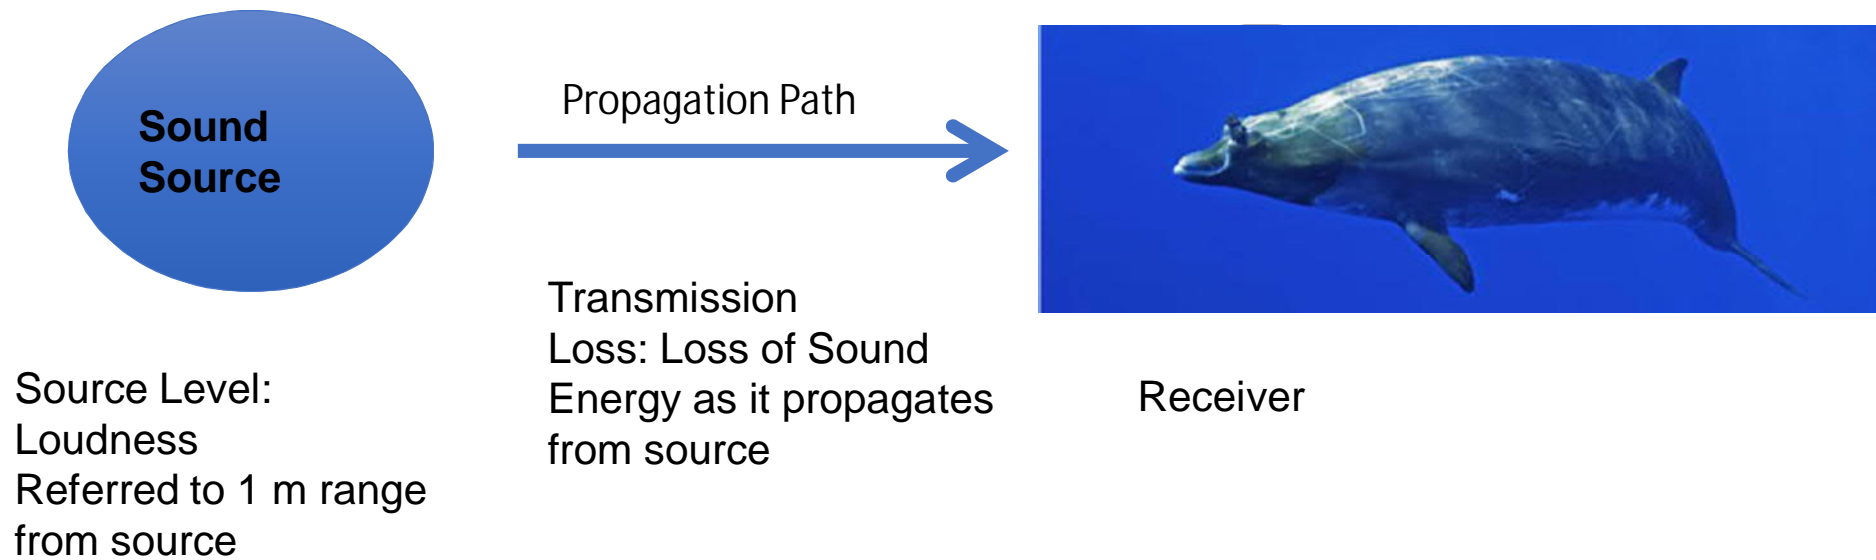 Sound
Source
Propagation Path
Source Level:
Loudness
Referred to 1 m range
from source
Transmission
Loss: Loss of Sound
Energy as it propagates
from source
Receiver